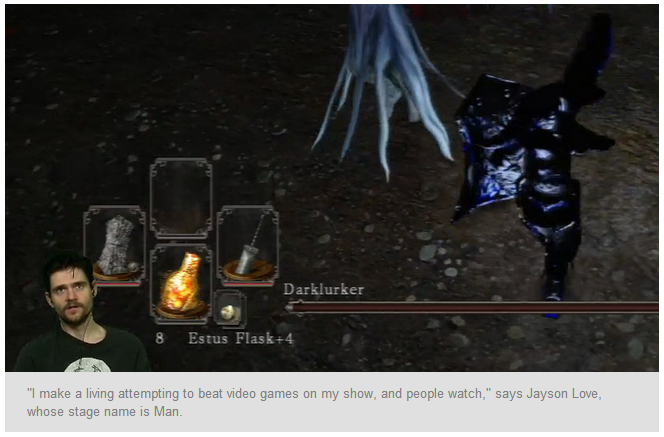 Darklurker
8 Estus Flask+4
"I make a living attempting to beat video games on my show, and people watch," says Jayson Love,
whose stage name is Man.